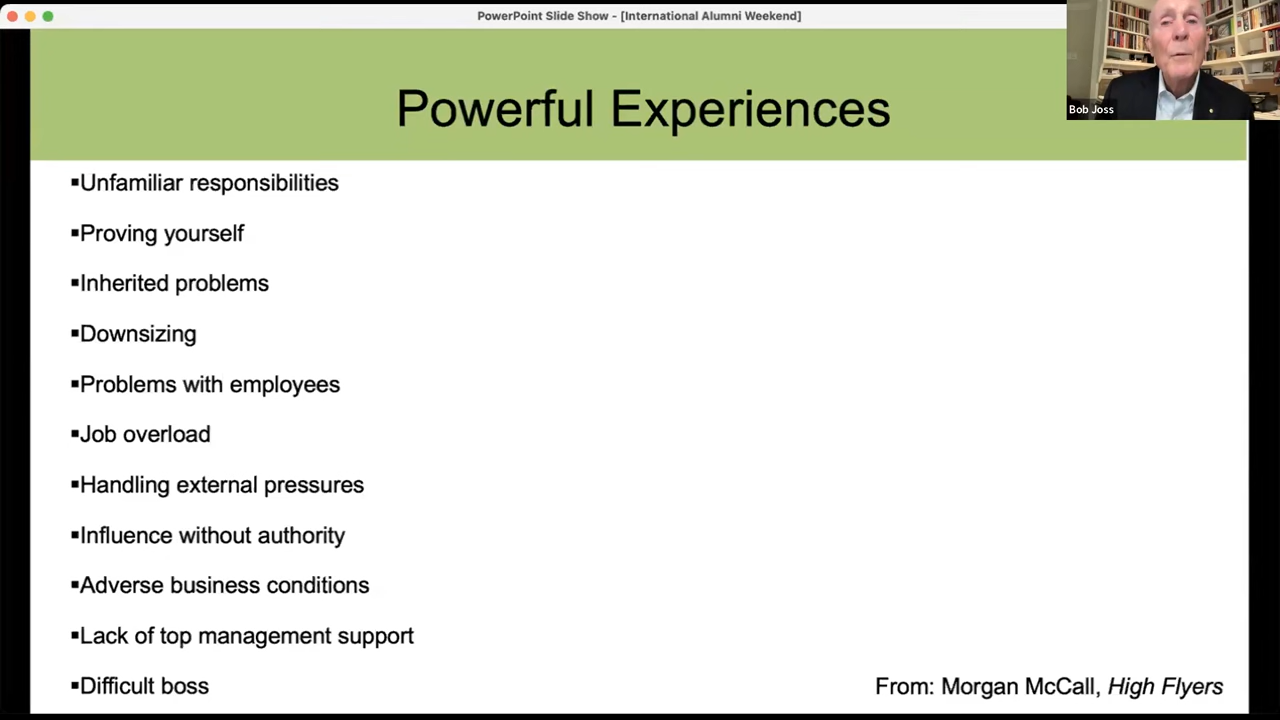 PowerPoint Slide Show - [International Alumni Weekend]
Bob Joss
Powerful Experiences
▪Unfamiliar responsibilities
▪Proving yourself
▪Inherited problems
▪Downsizing
▪Problems with employees
▪Job overload
▪Handling external pressures
▪Influence without authority
▪Adverse business conditions
▪Lack of top management support
▪Difficult boss
From: Morgan McCall, High Flyers